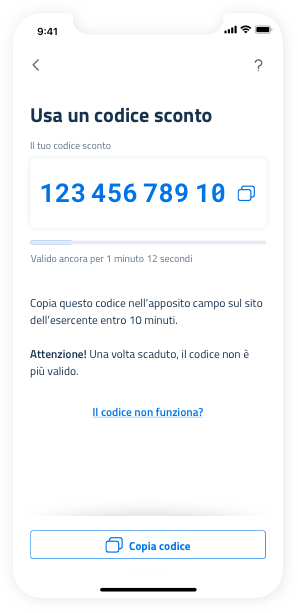 9:41
?
Usa un codice sconto
Il tuo codice sconto
123 456 789 10
Valido ancora per 1 minuto 12 secondi
Copia questo codice nell'apposito campo sul sito
dell'esercente entro 10 minuti.
Attenzione! Una volta scaduto, il codice non è
più valido.
Il codice non funziona?
Copia codice